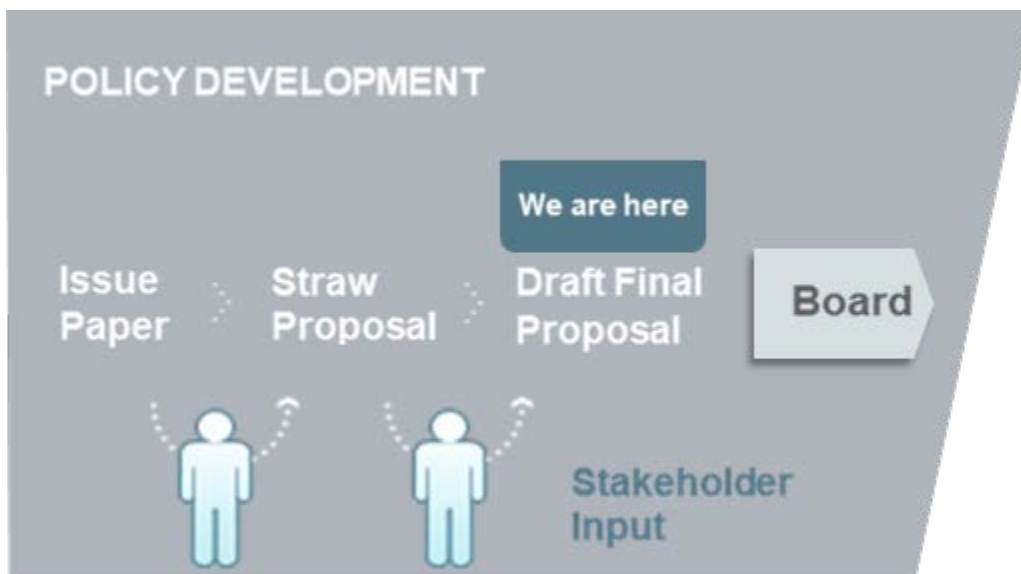 POLICY DEVELOPMENT
We are here
Issue
Paper
Straw
Proposal
Draft Final
Proposal
Board
Stakeholder
Input